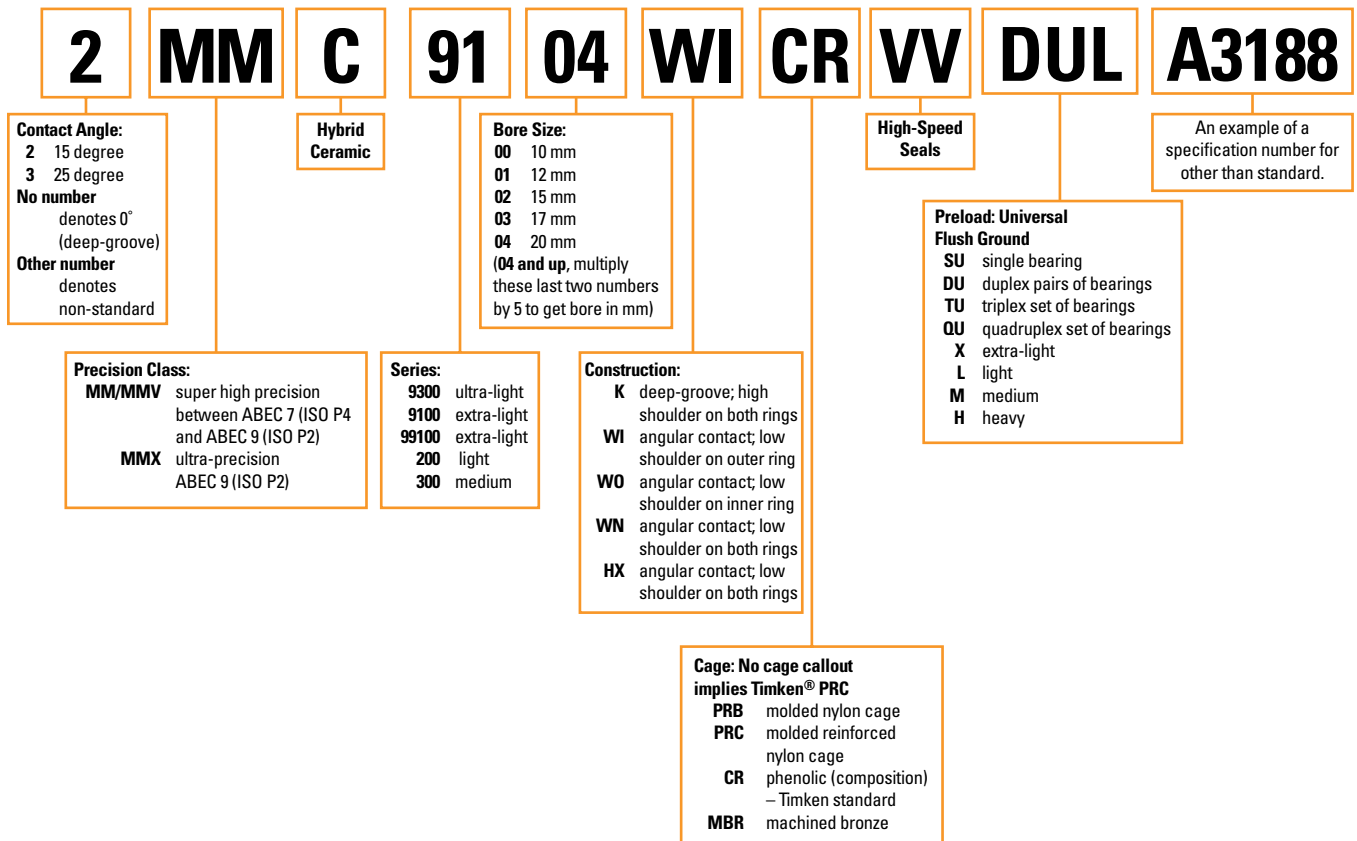 2 MM C 91 04 WI CR VV DUL A3188
Contact Angle:
2 15 degree
3 25 degree
No number
denotes 0˚
(deep-groove)
Other number
denotes
non-standard
Hybrid
Ceramic
Bore Size:
00 10 mm
01 12 mm
02 15 mm
03 17 mm
04 20 mm
(04 and up, multiply
these last two numbers
by 5 to get bore in mm)
High-Speed
Seals
An example of a
specification number for
other than standard.
Preload: Universal
Flush Ground
SU single bearing
DU duplex pairs of bearings
TU triplex set of bearings
QU quadruplex set of bearings
X extra-light
L light
M medium
H heavy
Precision Class:
MM/MMV super high precision
between ABEC 7 (ISO P4
and ABEC 9 (ISO P2)
MMX ultra-precision
ABEC 9 (ISO P2)
Series:
9300 ultra-light
9100 extra-light
99100 extra-light
200 light
300 medium
Construction:
K deep-groove; high
shoulder on both rings
WI angular contact; low
shoulder on outer ring
WO angular contact; low
shoulder on inner ring
WN angular contact; low
shoulder on both rings
HX angular contact; low
shoulder on both rings
Cage: No cage callout
implies Timken® PRC
PRB molded nylon cage
PRC molded reinforced
nylon cage
CR phenolic (composition)
– Timken standard
MBR machined bronze